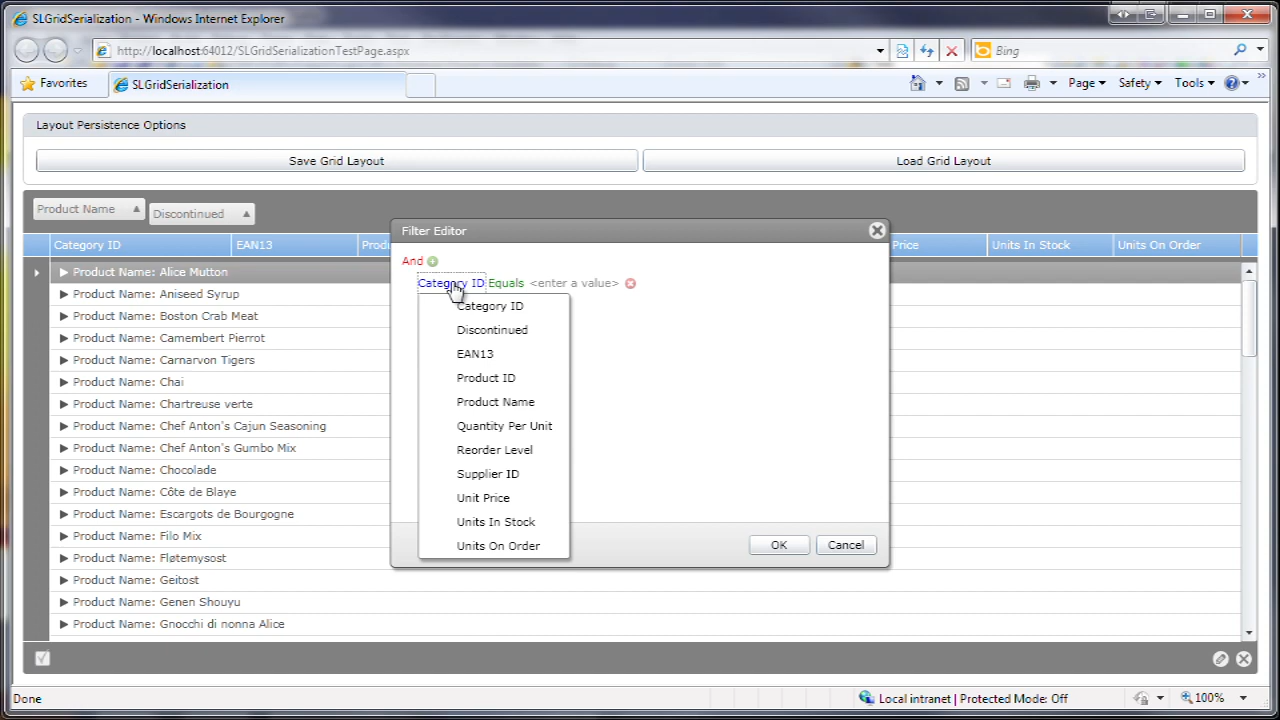 SLGridSerialization - Windows Internet Explorer
http://localhost:64012/SLGridSerializationTestPage.aspx
Bing
Favorites
SLGridSerialization
Page
Safety
Tools
Layout Persistence Options
Save Grid Layout
Load Grid Layout
Product Name
Discontinued
Filter Editor
Category ID
EAN13
Price
Units In Stock
Units On Order
And
Category ID Equals <enter a value>
Product Name: Alice Mutton
Product Name: Aniseed Syrup
Product Name: Boston Crab Meat
Product Name: Camembert Pierrot
Product Name: Carnarvon Tigers
Product Name: Chai
Product Name: Chartreuse verte
Product Name: Chef Anton's Cajun Seasoning
Product Name: Chef Anton's Gumbo Mix
Product Name: Chocolade
Product Name: Côte de Blaye
Product Name: Escargots de Bourgogne
Product Name: Filo Mix
Product Name: Fløtemysost
Product Name: Geitost
Product Name: Genen Shouyu
Product Name: Gnocchi di nonna Alice
Category ID
Discontinued
EAN13
Product ID
Product Name
Quantity Per Unit
Reorder Level
Supplier ID
Unit Price
Units In Stock
Units On Order
OK
Cancel
Done
Local intranet | Protected Mode: Off
100%